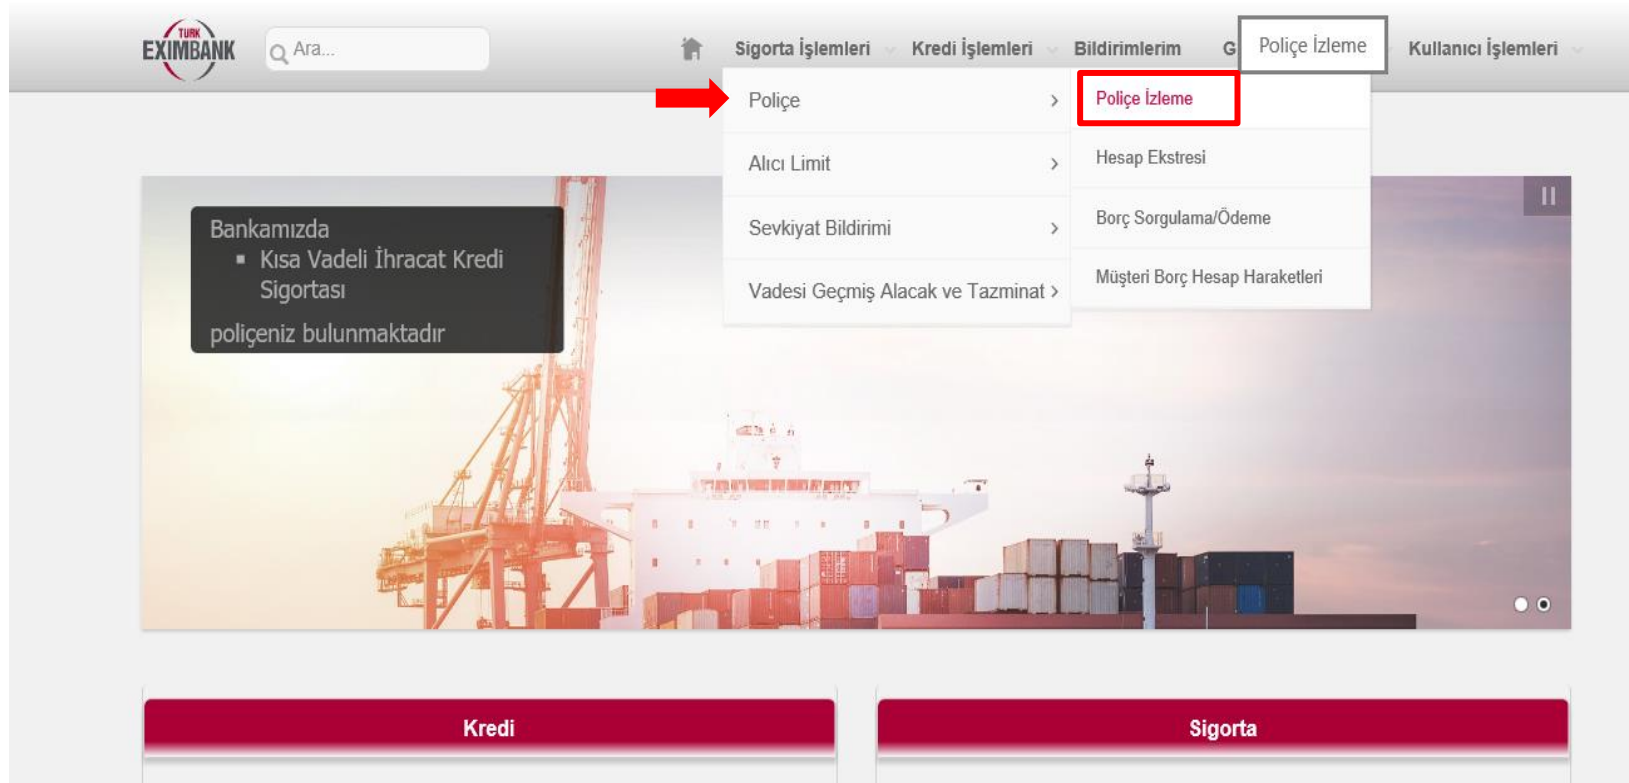 TURK
EXIMBANK
Ara...
Sigorta İşlemleri
Kredi İşlemleri
Bildirimlerim
G
Poliçe İzleme
Kullanıcı İşlemleri
Poliçe
Alıcı Limit
Sevkiyat Bildirimi
Vadesi Geçmiş Alacak ve Tazminat
Poliçe İzleme
Hesap Ekstresi
Borç Sorgulama/Ödeme
Müşteri Borç Hesap Haraketleri
Bankamızda
▪ Kısa Vadeli İhracat Kredi
Sigortası
poliçeniz bulunmaktadır
Kredi
Sigorta